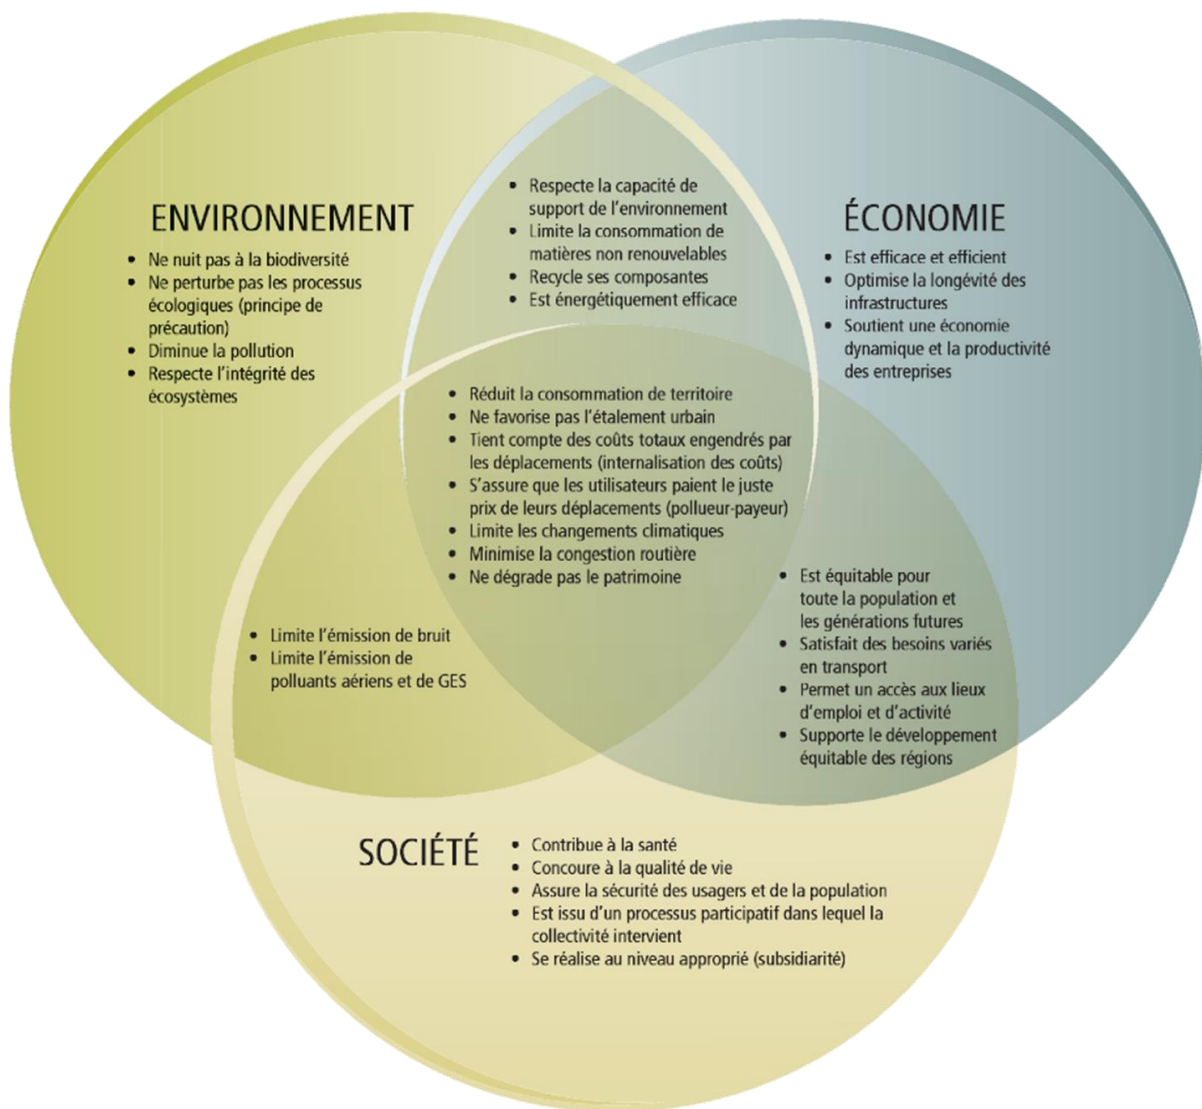 ENVIRONNEMENT
• Ne nuit pas à la biodiversité
• Ne perturbe pas les processus
écologiques (principe de
précaution)
• Diminue la pollution
• Respecte l'intégrité des
écosystèmes
• Respecte la capacité de
support de l'environnement
• Limite la consommation de
matières non renouvelables
• Recycle ses composantes
• Est énergétiquement efficace
ÉCONOMIE
• Est efficace et efficient
• Optimise la longévité des
infrastructures
• Soutient une économie
dynamique et la productivité
des entreprises
• Réduit la consommation de territoire
• Ne favorise pas l'étalement urbain
• Tient compte des coûts totaux engendrés par
les déplacements (internalisation des coûts)
• S'assure que les utilisateurs paient le juste
prix de leurs déplacements (pollueur-payeur)
• Limite les changements climatiques
• Minimise la congestion routière
• Ne dégrade pas le patrimoine
• Limite l'émission de bruit
• Limite l'émission de
polluants aériens et de GES
• Est équitable pour
toute la population et
les générations futures
• Satisfait des besoins variés
en transport
• Permet un accès aux lieux
d'emploi et d'activité
• Supporte le développement
équitable des régions
SOCIÉTÉ
• Contribue à la santé
• Concoure à la qualité de vie
• Assure la sécurité des usagers et de la population
• Est issu d'un processus participatif dans lequel la
collectivité intervient
• Se réalise au niveau approprié (subsidiarité)